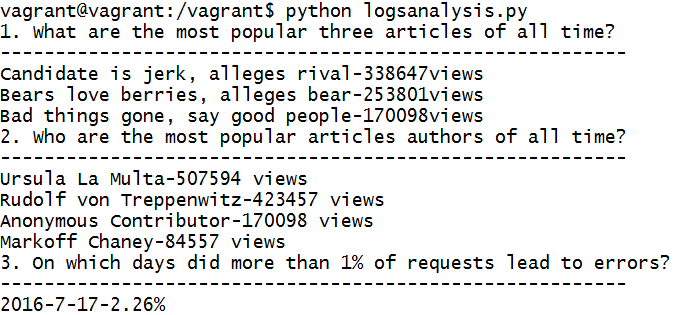 vagrant@vagrant:/vagrant$ python logsanalysis.py
1. What are the most popular three articles of all time?
--------------------------------------------------------
Candidate is jerk, alleges rival-338647views
Bears love berries, alleges bear-253801views
Bad things gone, say good people-170098views
2. Who are the most popular articles authors of all time?
--------------------------------------------------------
Ursula La Multa-507594 views
Rudolf von Treppenwitz-423457 views
Anonymous Contributor-170098 views
Markoff Chaney-84557 views
3. On which days did more than 1% of requests lead to errors?
--------------------------------------------------------
2016-7-17-2.26%